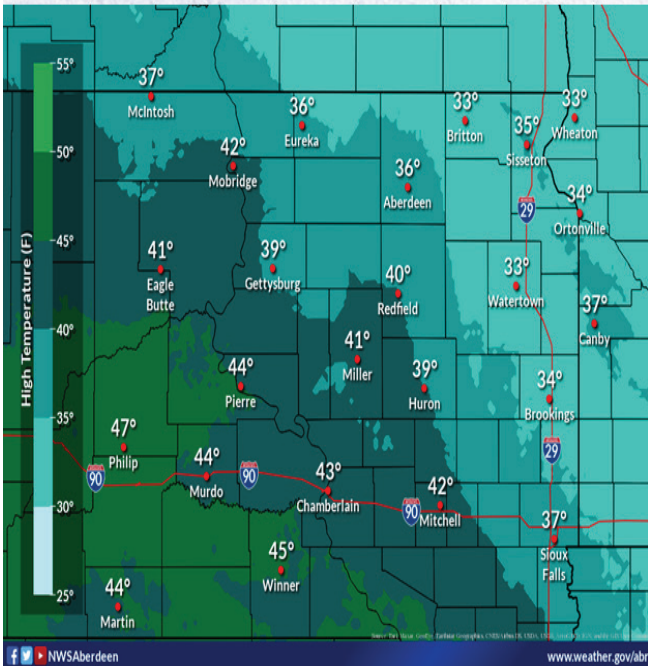 55°
50°
45°
40°
35°
30°
25°
High Temperature (F)
37°
McIntosh
36°
Eureka
33°
Britton
35°
Sisseton
33°
Wheaton
42°
Mobridge
36°
Aberdeen
34°
Ortonville
29
41°
Eagle
Butte
39°
Gettysburg
40°
Redfield
33°
Watertown
37°
Canby
44°
Pierre
41°
Miller
39°
Huron
34°
Brookings
29
47°
Philip
90
44°
Murdo
90
43°
Chamberlain
90
42°
Mitchell
37°
Sioux
Falls
44°
Martin
45°
Winner
NWSAberdeen
www.weather.gov/abr